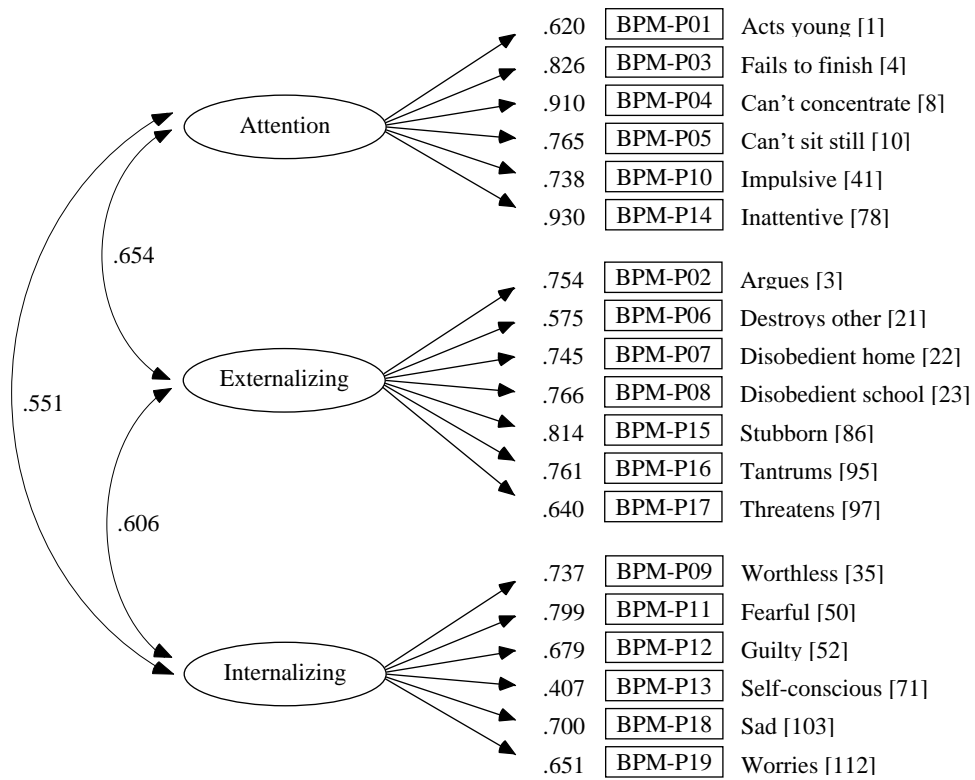 .620 BPM-P01 Acts young [1]
.826 BPM-P03 Fails to finish [4]
.910 BPM-P04 Can't concentrate [8]
Attention
.765 BPM-P05 Can't sit still [10]
.738 BPM-P10 Impulsive [41]
.930 BPM-P14 Inattentive [78]
.654
.754 BPM-P02 Argues [3]
.575 BPM-P06 Destroys other [21]
.745 BPM-P07 Disobedient home [22]
Externalizing
.766 BPM-P08 Disobedient school [23]
.551
.814 BPM-P15 Stubborn [86]
.761 BPM-P16 Tantrums [95]
.640 BPM-P17 Threatens [97]
.606
.737 BPM-P09 Worthless [35]
.799 BPM-P11 Fearful [50]
.679 BPM-P12 Guilty [52]
Internalizing
.407 BPM-P13 Self-conscious [71]
.700 BPM-P18 Sad [103]
.651 BPM-P19 Worries [112]